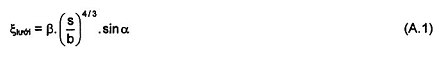 ξlưới = β.(s/b)^4/3 .sinα (A.1)